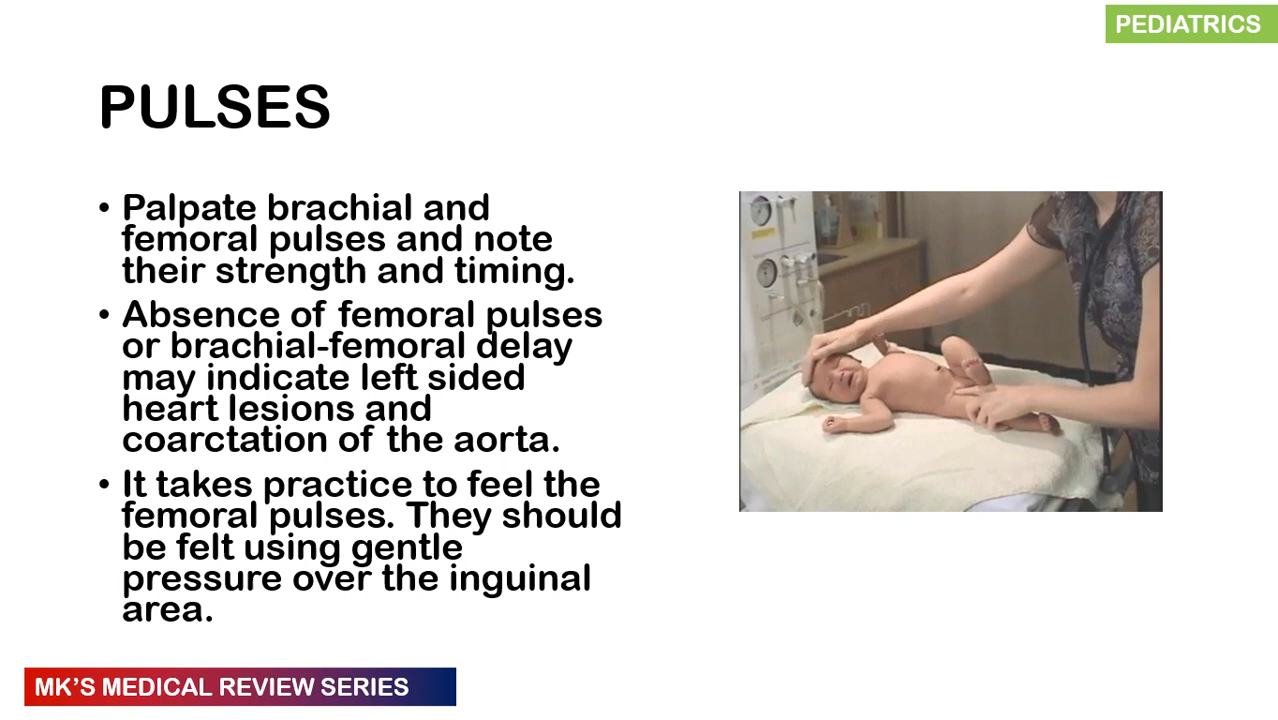 PEDIATRICS
PULSES
• Palpate brachial and
femoral pulses and note
their strength and timing.
• Absence of femoral pulses
or brachial-femoral delay
may indicate left sided
heart lesions and
coarctation of the aorta.
• It takes practice to feel the
femoral pulses. They should
be felt using gentle
pressure over the inguinal
area.
MK'S MEDICAL REVIEW SERIES